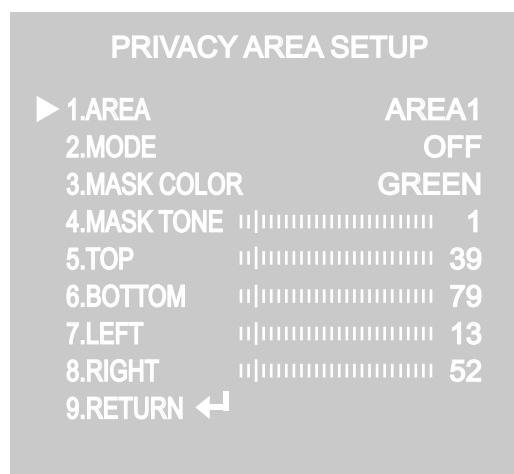 PRIVACY AREA SETUP
1.AREA AREA1
2.MODE OFF
3.MASK COLOR GREEN
4.MASK TONE 1
5.TOP 39
6.BOTTOM 79
7.LEFT 13
8.RIGHT 52
9.RETURN